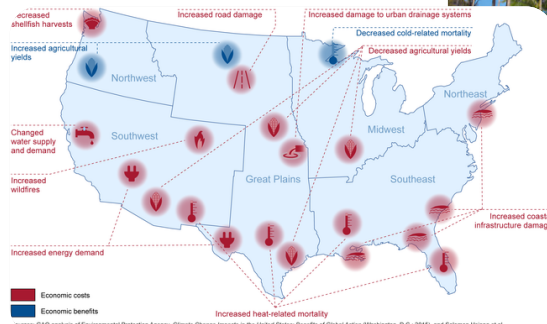 shellfish harvests
Increased road damage
Increased damage to urban drainage systems
Decreased cold-related mortality
Increased agricultural
yields
Decreased agricultural yields
Northwest
Northeast
Changed
water supply
and demand
Southwest
Midwest
Increased
wildfires
Great Plains
Southeast
Increased coast
infrastructure damag
Increased energy demand
Economic costs
Economic benefits
Increased heat-related mortality